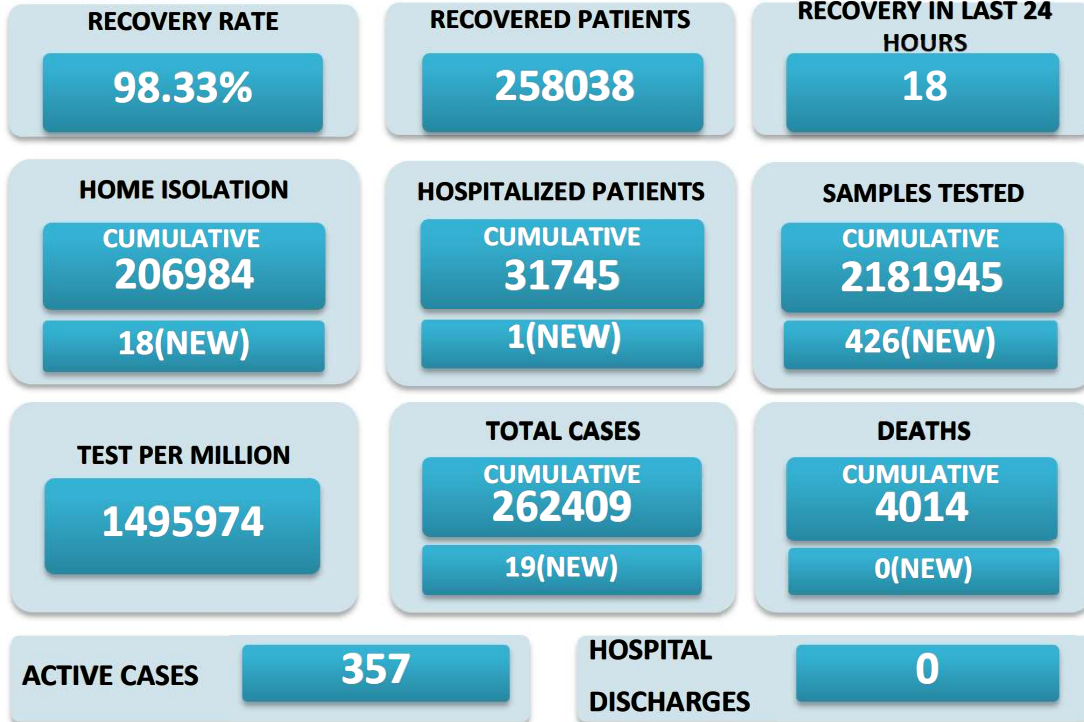 RECOVERY RATE
98.33%
RECOVERED PATIENTS
258038
RECOVERY IN LAST 24
HOURS
18
HOME ISOLATION
CUMULATIVE
206984
18(NEW)
HOSPITALIZED PATIENTS
CUMULATIVE
31745
1(NEW)
SAMPLES TESTED
CUMULATIVE
2181945
426(NEW)
TEST PER MILLION
1495974
TOTAL CASES
CUMULATIVE
262409
19(NEW)
DEATHS
CUMULATIVE
4014
0(NEW)
ACTIVE CASES
357
HOSPITAL
DISCHARGES
0